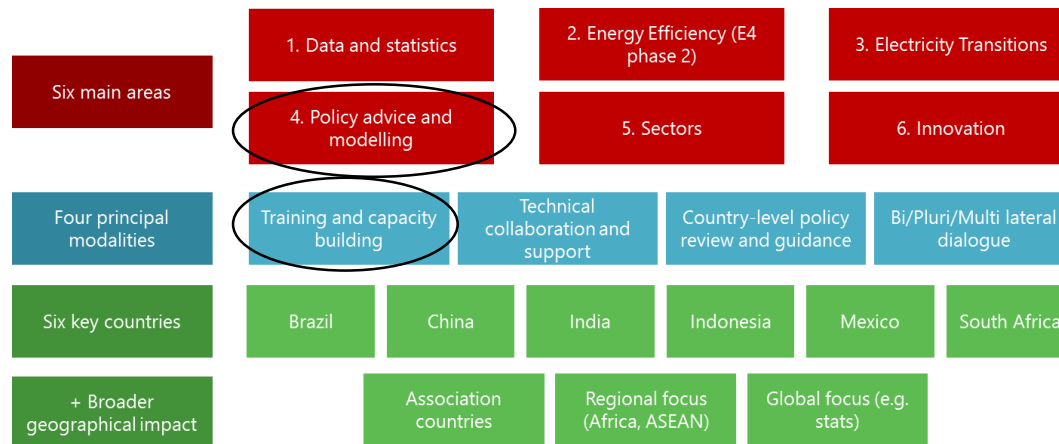 Six main areas
1. Data and statistics
2. Energy Efficiency (E4
phase 2)
3. Electricity Transitions
4. Policy advice and
modelling
5. Sectors
6. Innovation
Four principal
modalities
Training and capacity
building
Technical
collaboration and
support
Country-level policy
review and guidance
Bi/Pluri/Multi lateral
dialogue
Six key countries
Brazil
China
India
Indonesia
Mexico
South Africa
+ Broader
geographical impact
Association
countries
Regional focus
(Africa, ASEAN)
Global focus (e.g.
stats)